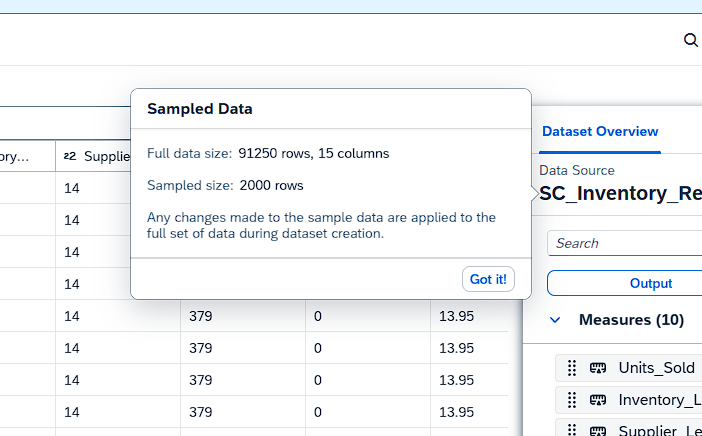 Sampled Data
Full data size: 91250 rows, 15 columns
Sampled size: 2000 rows
Any changes made to the sample data are applied to the
full set of data during dataset creation.
Got it!
ory...
22 Supplie
14
14
14
14
14 379 0 13.95
14 379 0 13.95
14 379 0 13.95
14 379 0 13.95
Dataset Overview
Data Source
SC_Inventory_Re
Search
Output
Measures (10)
Units_Sold
Inventory_L
Supplier_Le